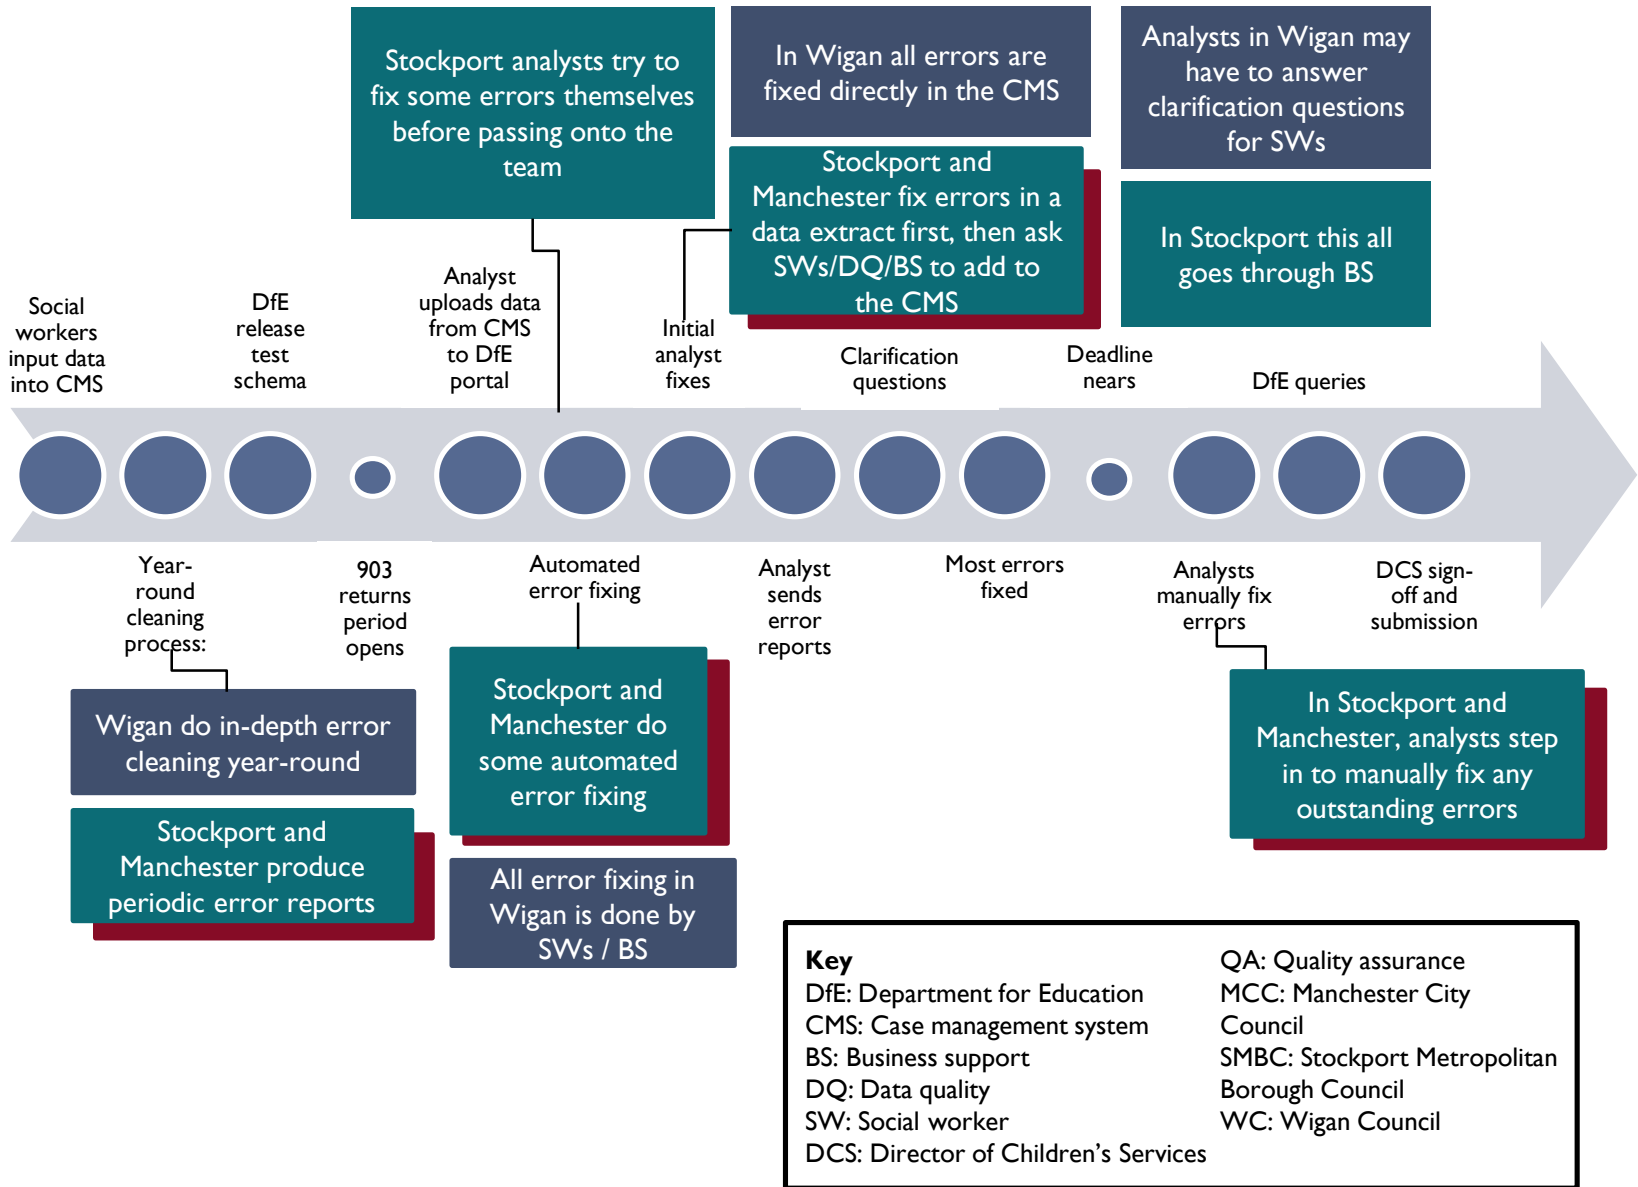 Stockport analysts try to
fix some errors themselves
before passing onto the
team
In Wigan all errors are
fixed directly in the CMS
Analysts in Wigan may
have to answer
clarification questions
for SWs
Stockport and
Manchester fix errors in a
data extract first, then ask
SWs/DQ/BS to add to
the CMS
In Stockport this all
goes through BS
Social
workers
input data
into CMS
DfE
release
test
schema
Analyst
uploads data
from CMS
to DfE
portal
Initial
analyst
fixes
Clarification
questions
Deadline
nears
DfE queries
Year-
round
cleaning
process:
903
returns
period
opens
Automated
error fixing
Analyst
sends
error
reports
Most errors
fixed
Analysts
manually fix
errors
DCS sign-
off and
submission
Wigan do in-depth error
cleaning year-round
Stockport and
Manchester produce
periodic error reports
Stockport and
Manchester do
some automated
error fixing
All error fixing in
Wigan is done by
SWs / BS
In Stockport and
Manchester, analysts step
in to manually fix any
outstanding errors
Key
DfE: Department for Education
CMS: Case management system
BS: Business support
DQ: Data quality
SW: Social worker
DCS: Director of Children's Services
QA: Quality assurance
MCC: Manchester City
Council
SMBC: Stockport Metropolitan
Borough Council
WC: Wigan Council